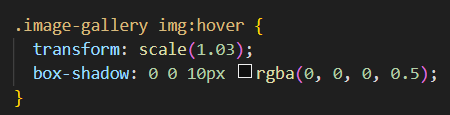 .image-gallery img:hover {
  transform: scale(1.03);
  box-shadow: 0 0 10px rgba(0, 0, 0, 0.5);
}